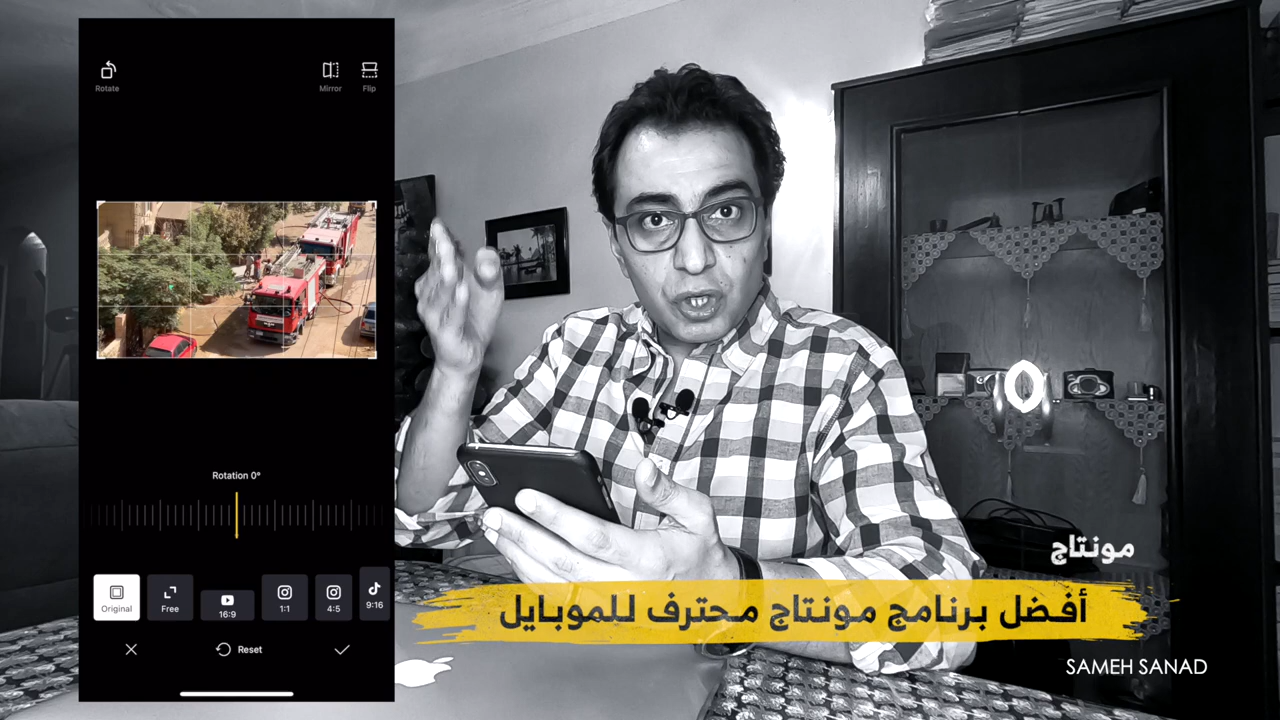 Rotate
Mirror
Flip
Rotation 0°
Original
Free
16:9
1:1
4:5
9:16
Reset
مونتاج
أفضل برنامج مونتاج محترف للموبايل
SAMEH SANAD